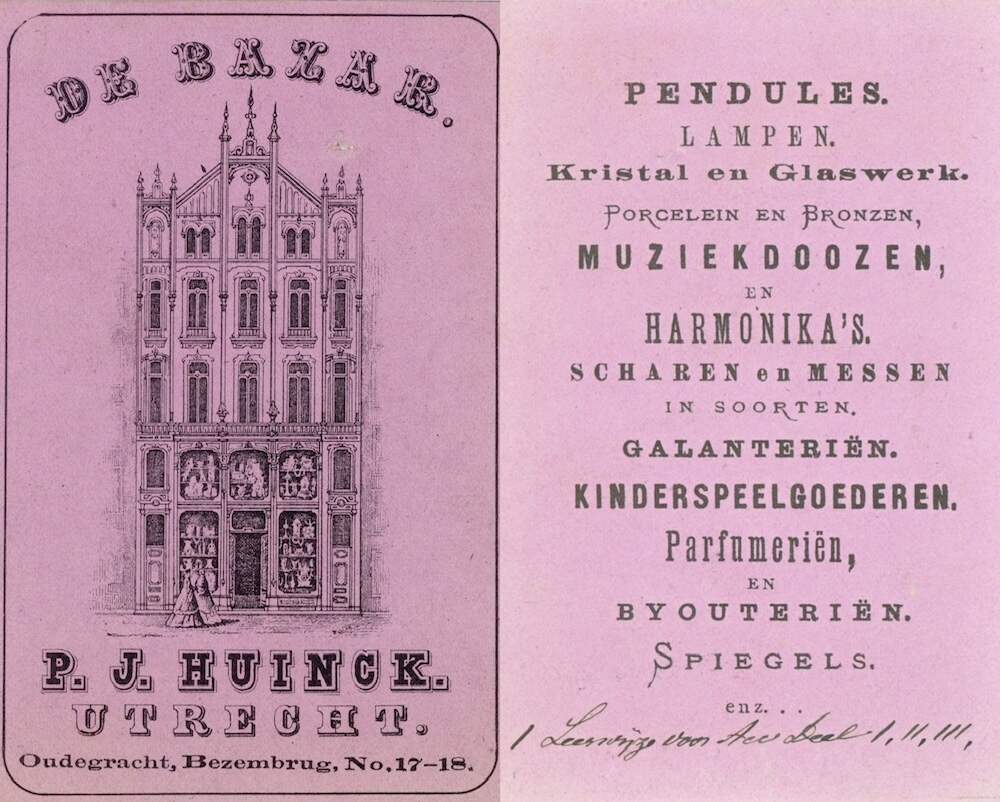 DE BAZAR.
P. J. HUINCK.
UTRECHT.
Oudegracht, Bezembrug, No. 17-18.
PENDULES.
LAMPEN.
Kristal en Glaswerk.
PORCELEIN EN BRONZEN,
MUZIEKDOOZEN,
EN
HARMONIKA'S.
SCHAREN en MESSEN
IN SOORTEN.
GALANTERIËN.
KINDERSPEELGOEDEREN.
Parfumeriën,
EN
BYOUTERIËN.
SPIEGELS.
enz. . .
1 Leerwijze voor Deel I, II, III,